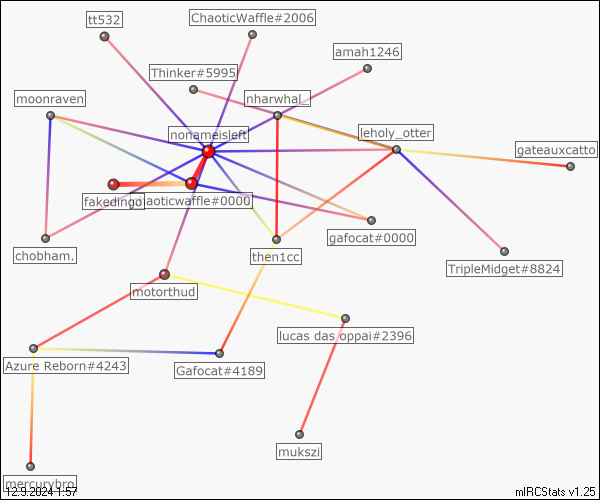 tt532
ChaoticWaffle#2006
amah1246
Thinker#5995
moonraven
nharwhal_
nonameisleft
leholy_otter
gateauxcatto
fakedingo
chaoticwaffle#0000
gafocat#0000
chobham.
then1cc
TripleMidget#8824
motorthud
lucas das oppai#2396
Azure Reborn#4243
Gafocat#4189
mukszi
mercurybro
12.9.2024 1:57
mIRCStats v1.25